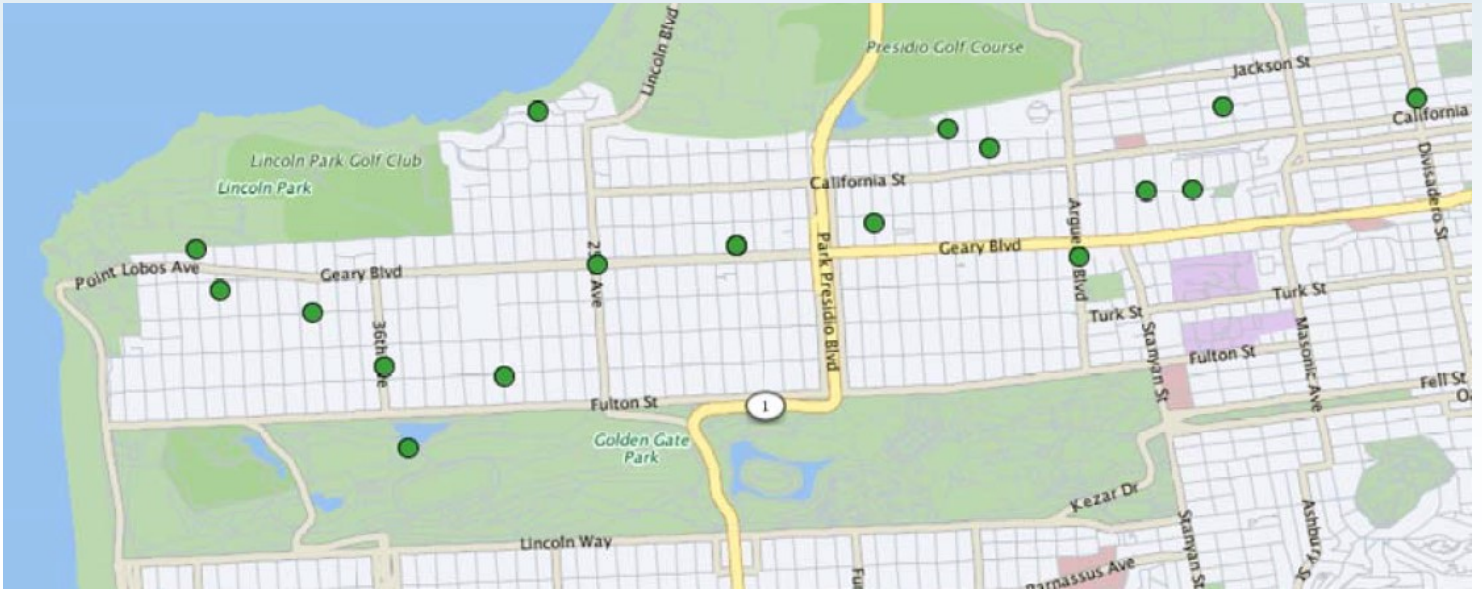 Lincoln Blvd
Presidio Golf Course
Jackson St
California
Lincoln Park Golf Club
Lincoln Park
California St
Divisadero St
Blvd
Park Presidio Blvd
Geary Blvd
Point Lobos Ave
Geary Blvd
Ave
Turk St
Turk St
36th
Stanyan St
Masonic Ave
Fulton St
Fell St
Fulton St
1
Golden Gate
Park
Kezar Dr
Lincoln Way
Stanyan St
Ashbury St
Parnassus Ave